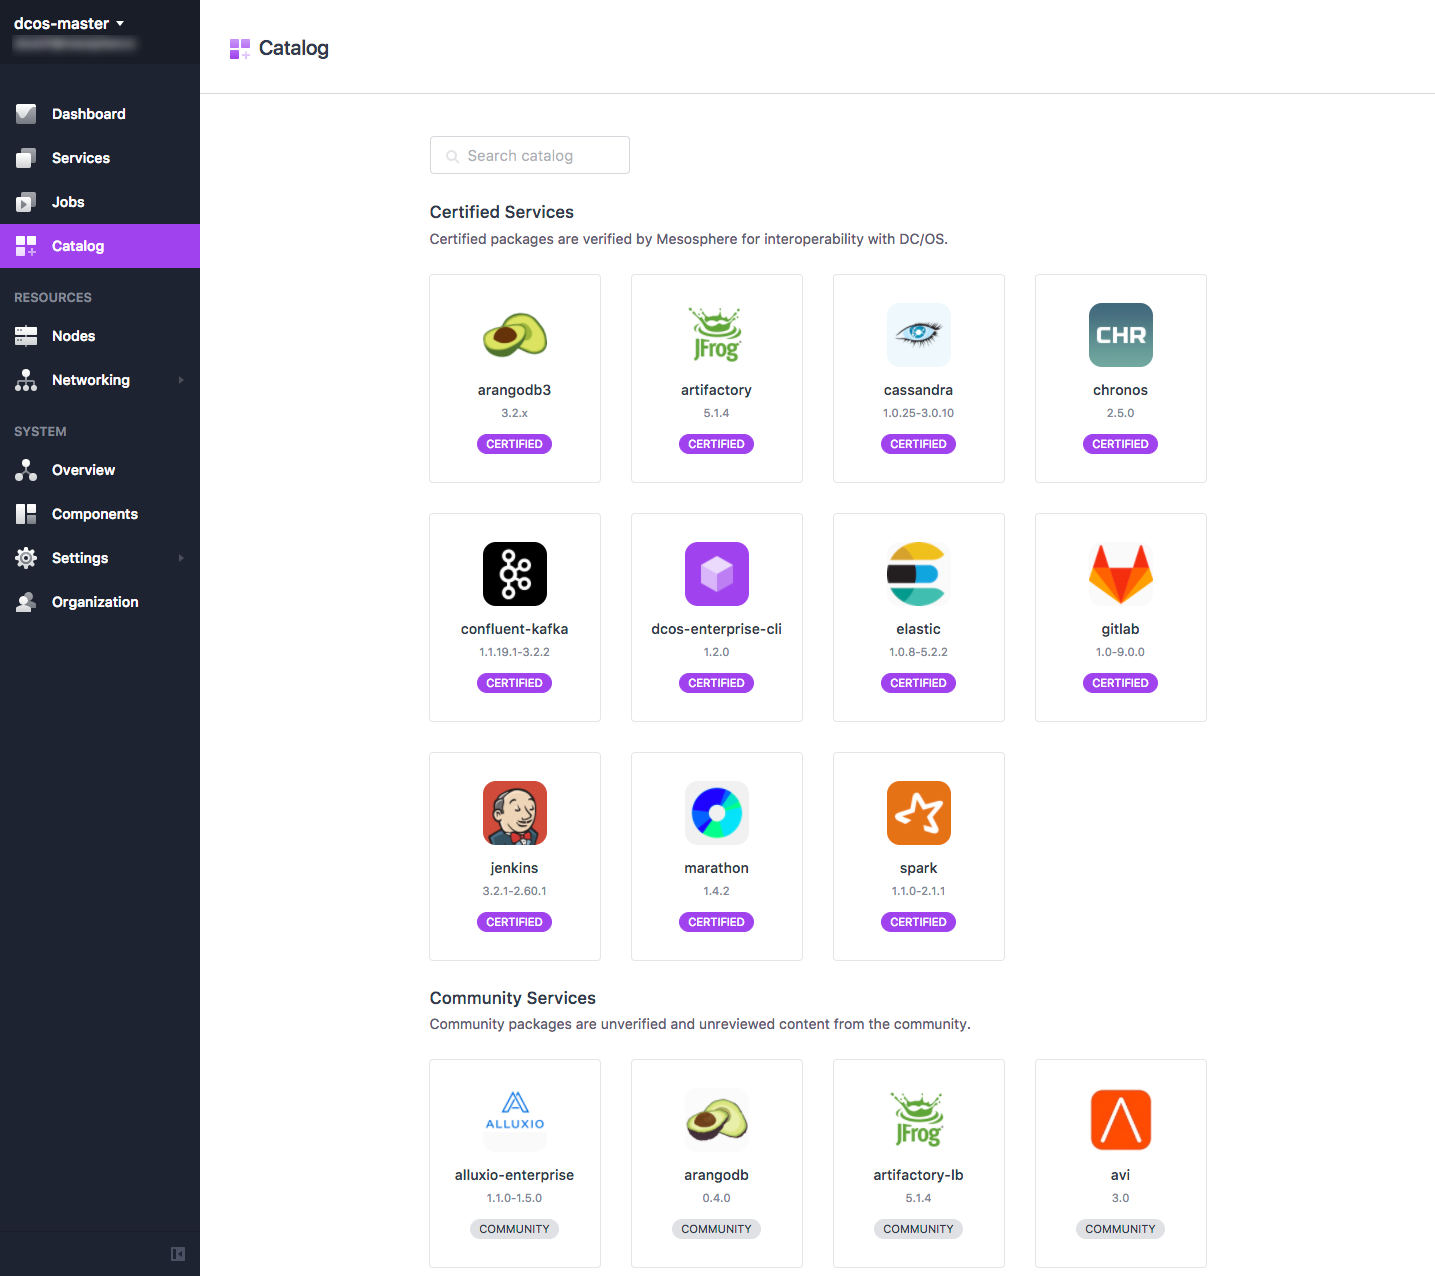 dcos-master
Dashboard
Services
Jobs
Catalog
RESOURCES
Nodes
Networking
SYSTEM
Overview
Components
Settings
Organization
Catalog
Search catalog
Certified Services
Certified packages are verified by Mesosphere for interoperability with DC/OS.
JFrog
CHR
arangodb3 artifactory cassandra chronos
3.2.x 5.1.4 1.0.25-3.0.10 2.5.0
CERTIFIED CERTIFIED CERTIFIED CERTIFIED
confluent-kafka dcos-enterprise-cli elastic gitlab
1.1.19.1-3.2.2 1.2.0 1.0.8-5.2.2 1.0-9.0.0
CERTIFIED CERTIFIED CERTIFIED CERTIFIED
jenkins marathon spark
3.2.1-2.60.1 1.4.2 1.1.0-2.1.1
CERTIFIED CERTIFIED CERTIFIED
Community Services
Community packages are unverified and unreviewed content from the community.
ALLUXIO
JFrog
alluxio-enterprise arangodb artifactory-lb avi
1.1.0-1.5.0 0.4.0 5.1.4 3.0
COMMUNITY COMMUNITY COMMUNITY COMMUNITY